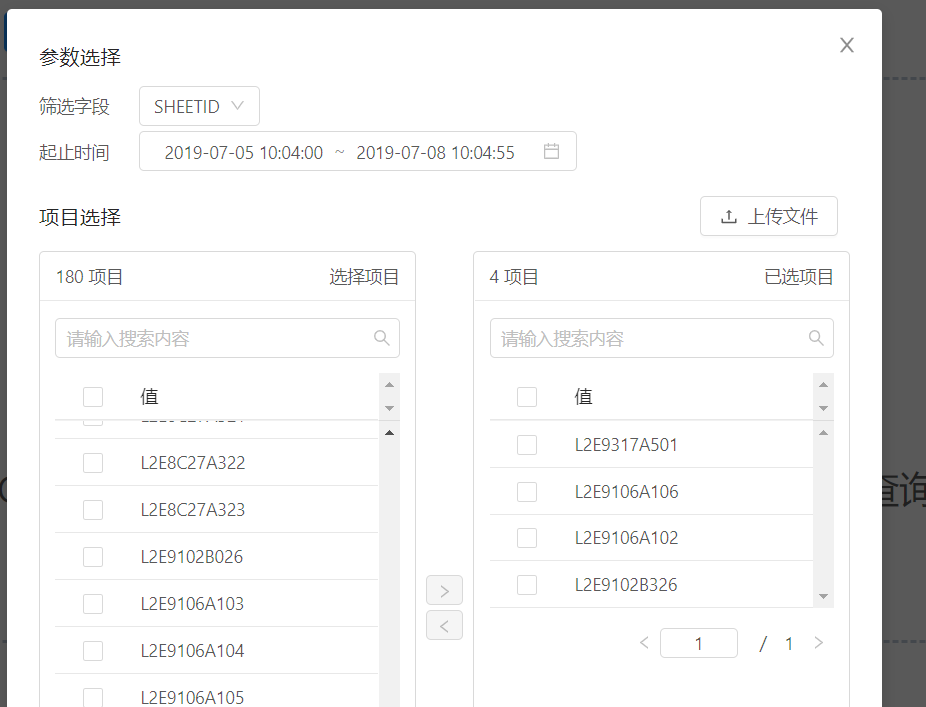 参数选择
筛选字段 SHEETID
起止时间 2019-07-05 10:04:00 ~ 2019-07-08 10:04:55
项目选择 上传文件
180 项目 选择项目
请输入搜索内容
值
L2E8C27A322
L2E8C27A323
L2E9102B026
L2E9106A103
L2E9106A104
L2E9106A105
4 项目 已选项目
请输入搜索内容
值
L2E9317A501
L2E9106A106
L2E9106A102
L2E9102B326
1 / 1
查询